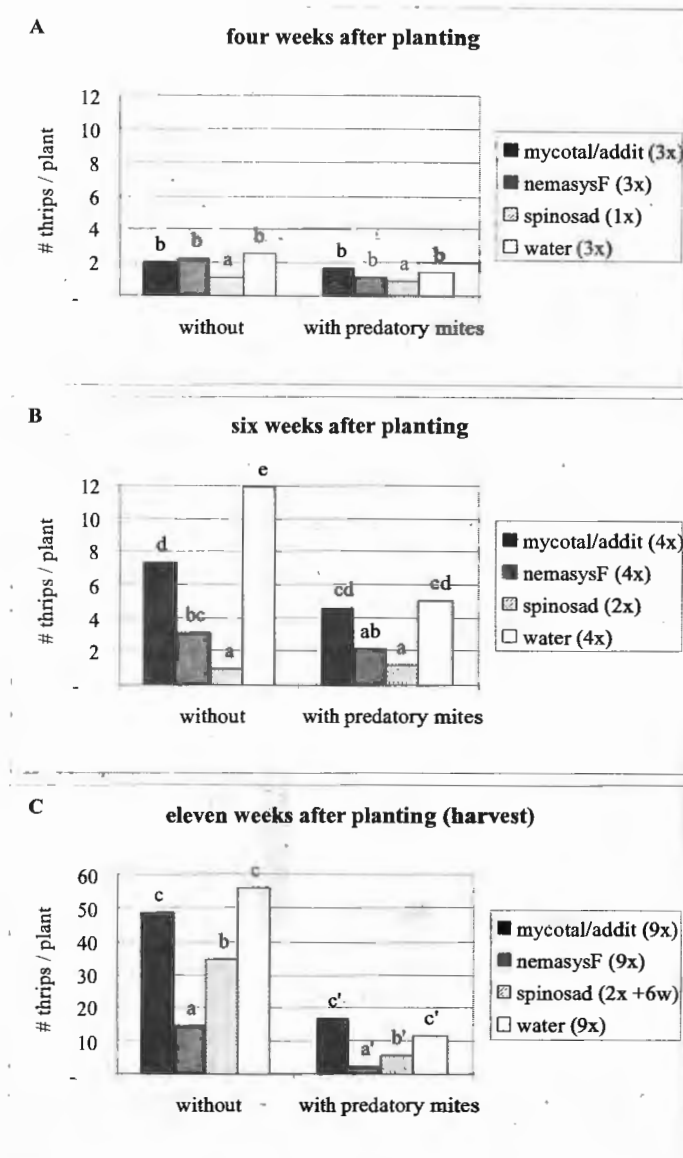 A
four weeks after planting
12
10
8
6
4
2
-
# thrips / plant
b b a b
b b a b
without
with predatory mites
mycotal/addit (3x)
nemasysF (3x)
spinosad (1x)
water (3x)
B
six weeks after planting
12
10
8
6
4
2
-
# thrips / plant
d bc a e
cd ab a cd
without
with predatory mites
mycotal/addit (4x)
nemasysF (4x)
spinosad (2x)
water (4x)
C
eleven weeks after planting (harvest)
60
50
40
30
20
10
-
# thrips / plant
c a b c
c' a' b' c'
without
with predatory mites
mycotal/addit (9x)
nemasysF (9x)
spinosad (2x +6w)
water (9x)